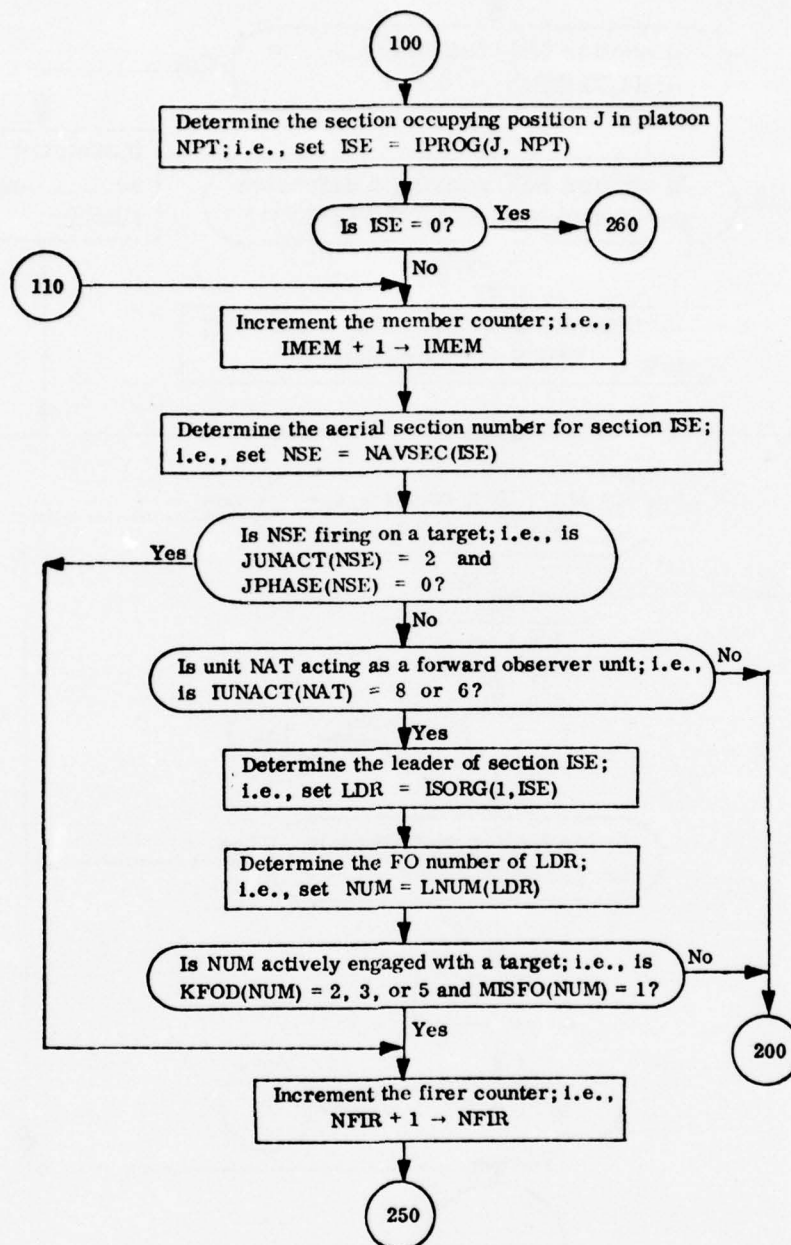 100
Determine the section occupying position J in platoon
NPT; i.e., set ISE = IPROG(J, NPT)
Is ISE = 0?
Yes
260
No
110
Increment the member counter; i.e.,
IMEM + 1 → IMEM
Determine the aerial section number for section ISE;
i.e., set NSE = NAVSEC(ISE)
Is NSE firing on a target; i.e., is
JUNACT(NSE) = 2 and
JPHASE(NSE) = 0?
Yes
No
Is unit NAT acting as a forward observer unit; i.e.,
is IUNACT(NAT) = 8 or 6?
No
Yes
Determine the leader of section ISE;
i.e., set LDR = ISORG(1,ISE)
Determine the FO number of LDR;
i.e., set NUM = LNUM(LDR)
Is NUM actively engaged with a target; i.e., is
KFOD(NUM) = 2, 3, or 5 and MISFO(NUM) = 1?
No
Yes
200
Increment the firer counter; i.e.,
NFIR + 1 → NFIR
250